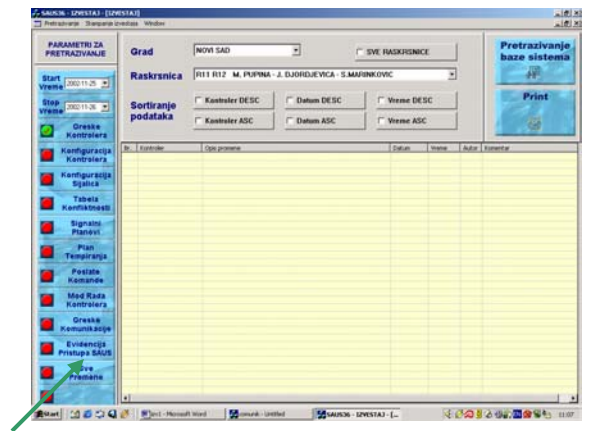 SAUS36 - IZVESTAJ - [IZVESTAJ]
Pretrazivanje Stampanje izvestaja Window
PARAMETRI ZA
PRETRAZIVANJE
Start
Vreme
2002-11-25
Stop
Vreme
2002-11-26
Greske
Kontrolera
Konfiguracija
Kontrolera
Konfiguracija
Sijalica
Tabela
Konfliktnosti
Signalni
Planovi
Plan
Tempiranja
Poslate
Komande
Mod Rada
Kontrolera
Greske
Komunikacije
Evidencija
Pristupa SAUS
Promene
Grad
NOVI SAD
SVE RASKRSNICE
Raskrsnica
R11 R12 M. PUPINA - J. DJORDJEVICA - S.MARINKOVIC
Sortiranje
podataka
Kontroler DESC
Datum DESC
Vreme DESC
Kontroler ASC
Datum ASC
Vreme ASC
Pretrazivanje
baze sistema
Print
Br. Kontroler Opis promene Datum Vreme Autor Komentar
Start
- Microsoft Word
- Untitled
SAUS36 - IZVESTAJ - [...
11:07